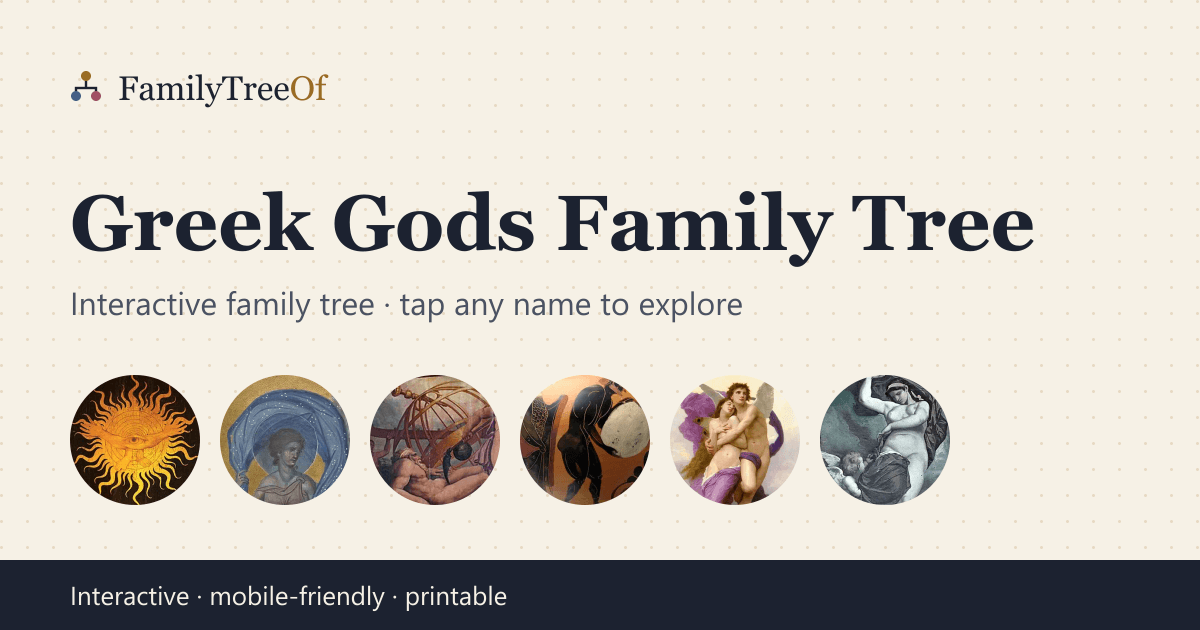 FamilyTreeOf
Greek Gods Family Tree
Interactive family tree · tap any name to explore
Interactive · mobile-friendly · printable